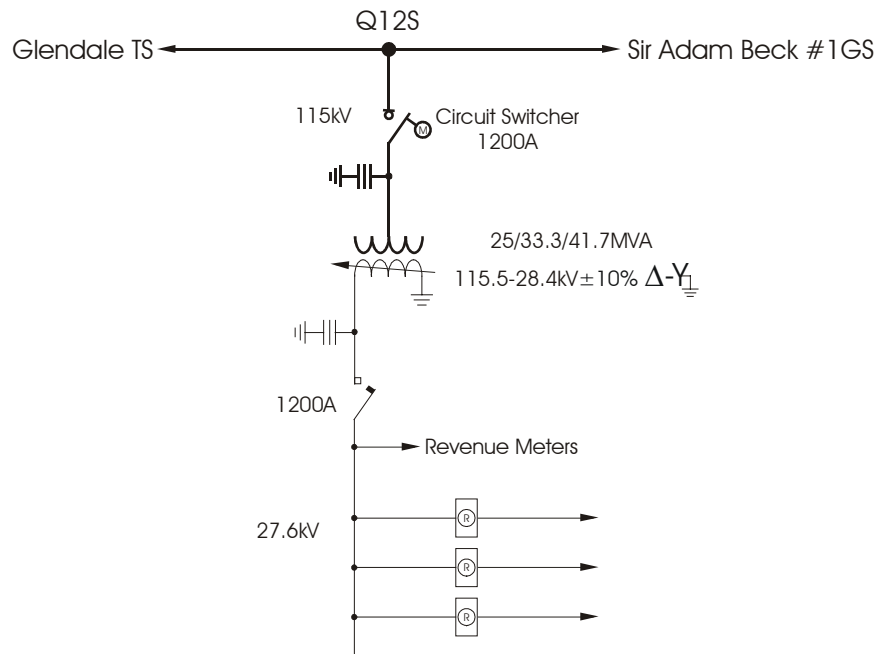 Q12S
Glendale TS
Sir Adam Beck #1GS
115kV
Circuit Switcher
1200A
M
25/33.3/41.7MVA
115.5-28.4kV±10% Δ-Y
1200A
Revenue Meters
27.6kV
R
R
R